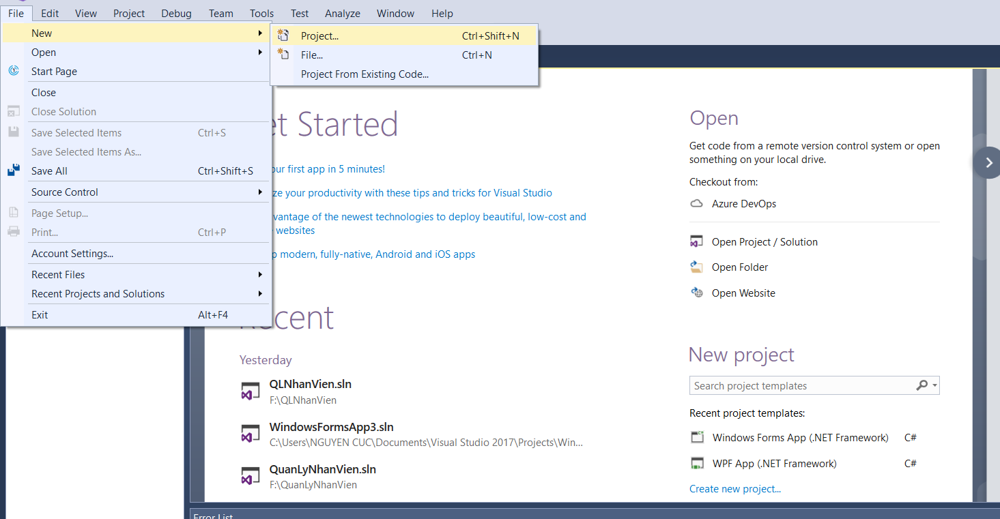 File Edit View Project Debug Team Tools Test Analyze Window Help
New
Open
Start Page
Close
Close Solution
Save Selected Items Ctrl+S
Save Selected Items As...
Save All Ctrl+Shift+S
Source Control
Page Setup...
Print... Ctrl+P
Account Settings...
Recent Files
Recent Projects and Solutions
Exit Alt+F4
Project... Ctrl+Shift+N
File... Ctrl+N
Project From Existing Code...
Started
first app in 5 minutes!
your productivity with these tips and tricks for Visual Studio
of the newest technologies to deploy beautiful, low-cost and
websites
modern, fully-native, Android and iOS apps
Yesterday
QLNhanVien.sln
F:\QLNhanVien
WindowsFormsApp3.sln
C:\Users\NGUYEN CUC\Documents\Visual Studio 2017\Projects\Win...
QuanLyNhanVien.sln
F:\QuanLyNhanVien
Open
Get code from a remote version control system or open
something on your local drive.
Checkout from:
Azure DevOps
Open Project / Solution
Open Folder
Open Website
New project
Search project templates
Recent project templates:
Windows Forms App (.NET Framework) C#
WPF App (.NET Framework) C#
Create new project...
Error List